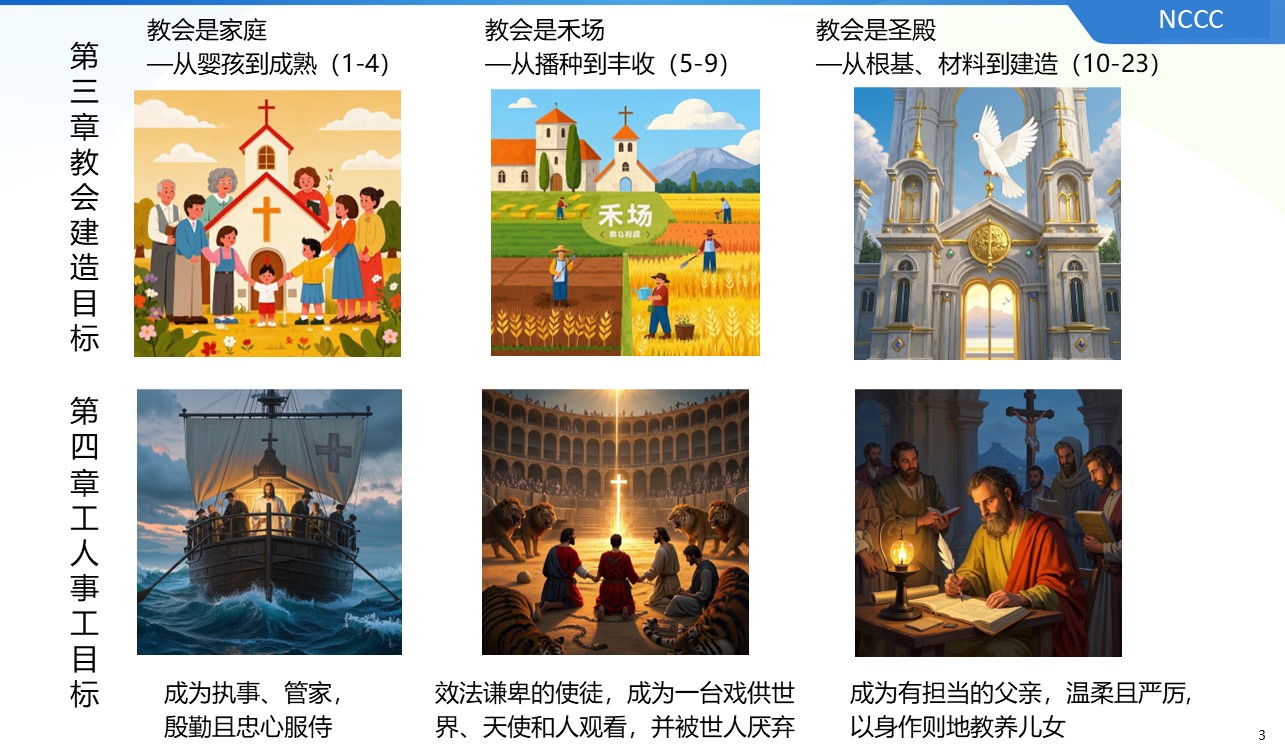 NCCC
第三章教会建造目标
教会是家庭
—从婴孩到成熟（1-4）
教会是禾场
—从播种到丰收（5-9）
教会是圣殿
—从根基、材料到建造（10-23）
禾场
第四章工人事工目标
成为执事、管家，
殷勤且忠心服侍
效法谦卑的使徒，成为一台戏供世
界、天使和人观看，并被世人厌弃
成为有担当的父亲，温柔且严厉,
以身作则地教养儿女
3